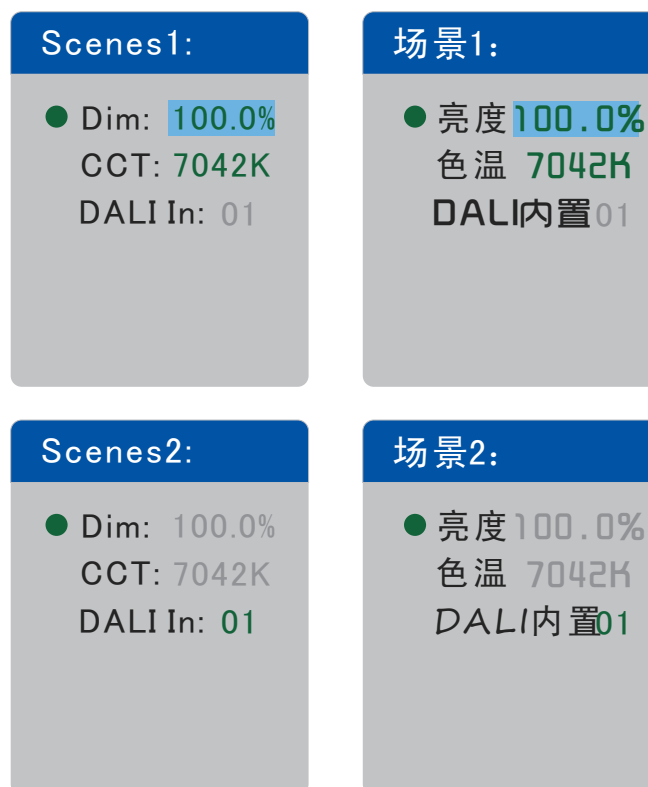 Scenes1:
Dim: 100.0%
CCT: 7042K
DALI In: 01
场景1：
亮度100.0%
色温 7042K
DALI内置01
Scenes2:
Dim: 100.0%
CCT: 7042K
DALI In: 01
场景2：
亮度100.0%
色温 7042K
DALI内置01